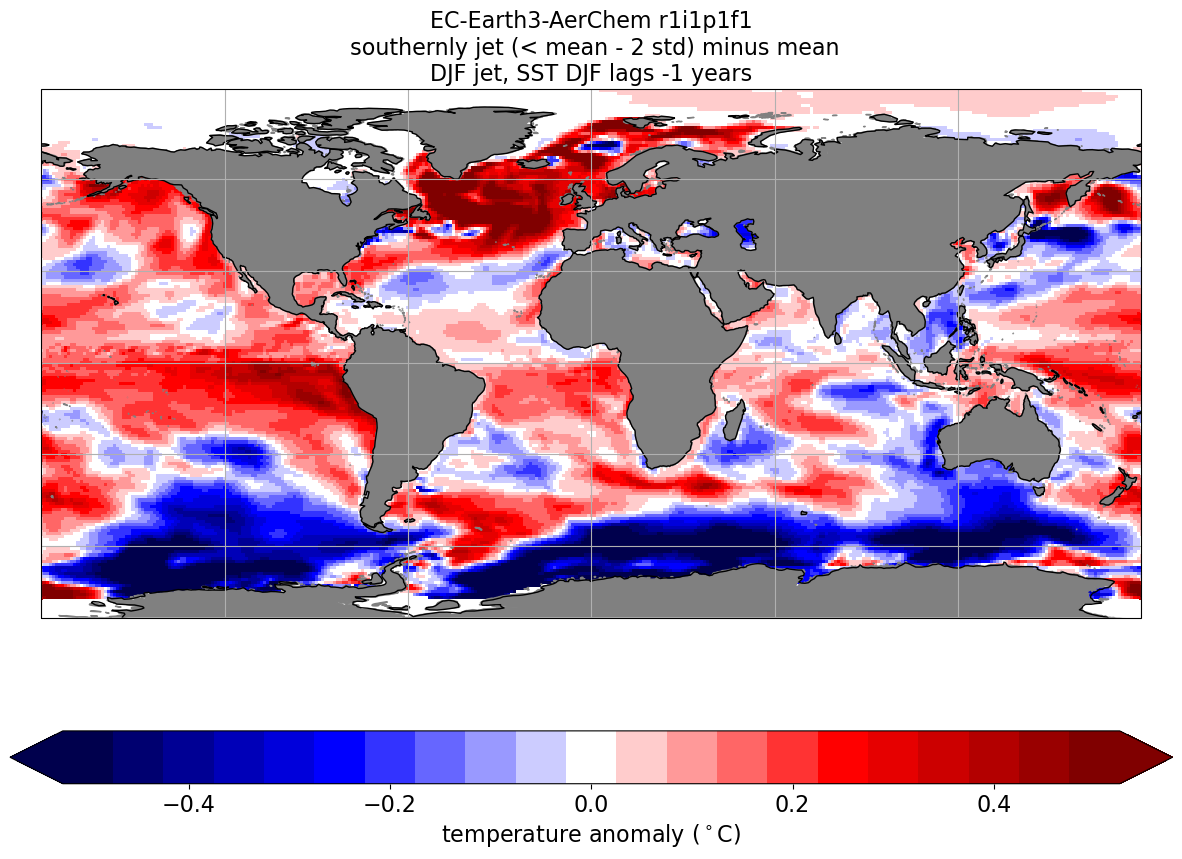 EC-Earth3-AerChem r1i1p1f1
southernly jet (< mean - 2 std) minus mean
DJF jet, SST DJF lags -1 years
−0.4 −0.2 0.0 0.2 0.4
temperature anomaly (°C)